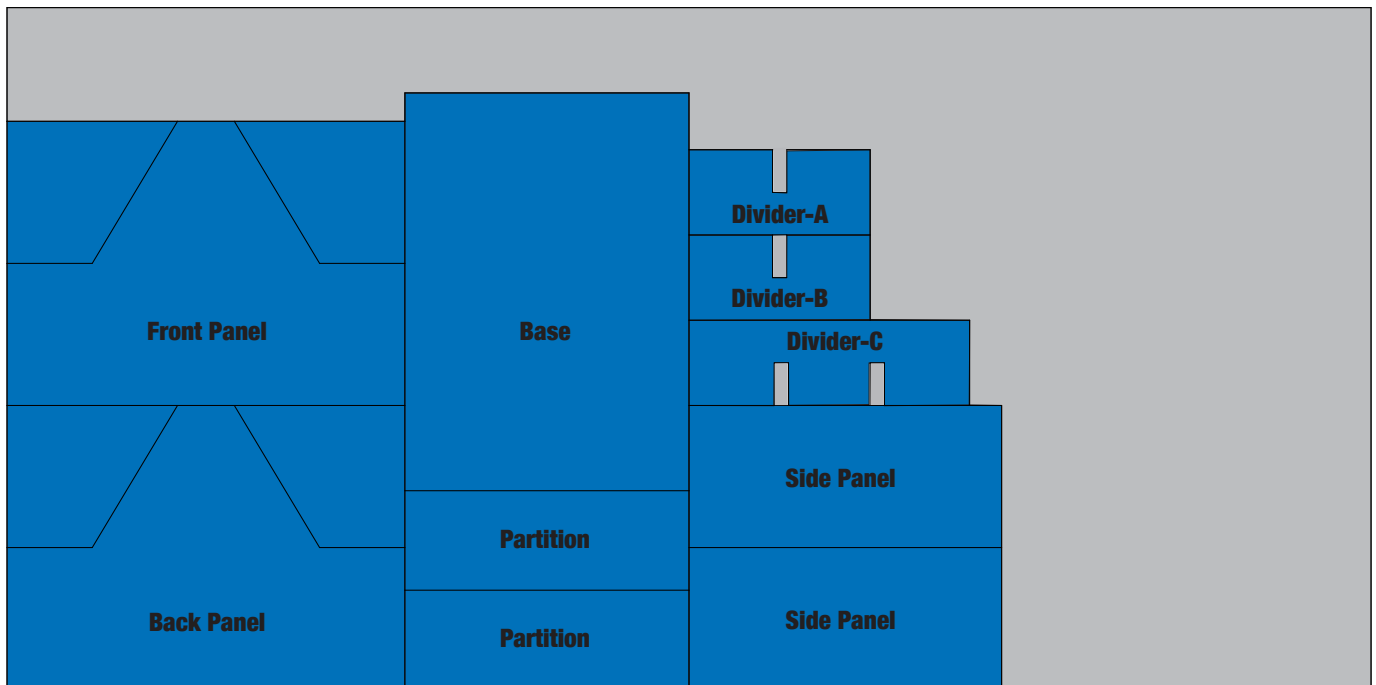 Divider-A
Divider-B
Front Panel
Base
Divider-C
Side Panel
Partition
Back Panel
Side Panel
Partition